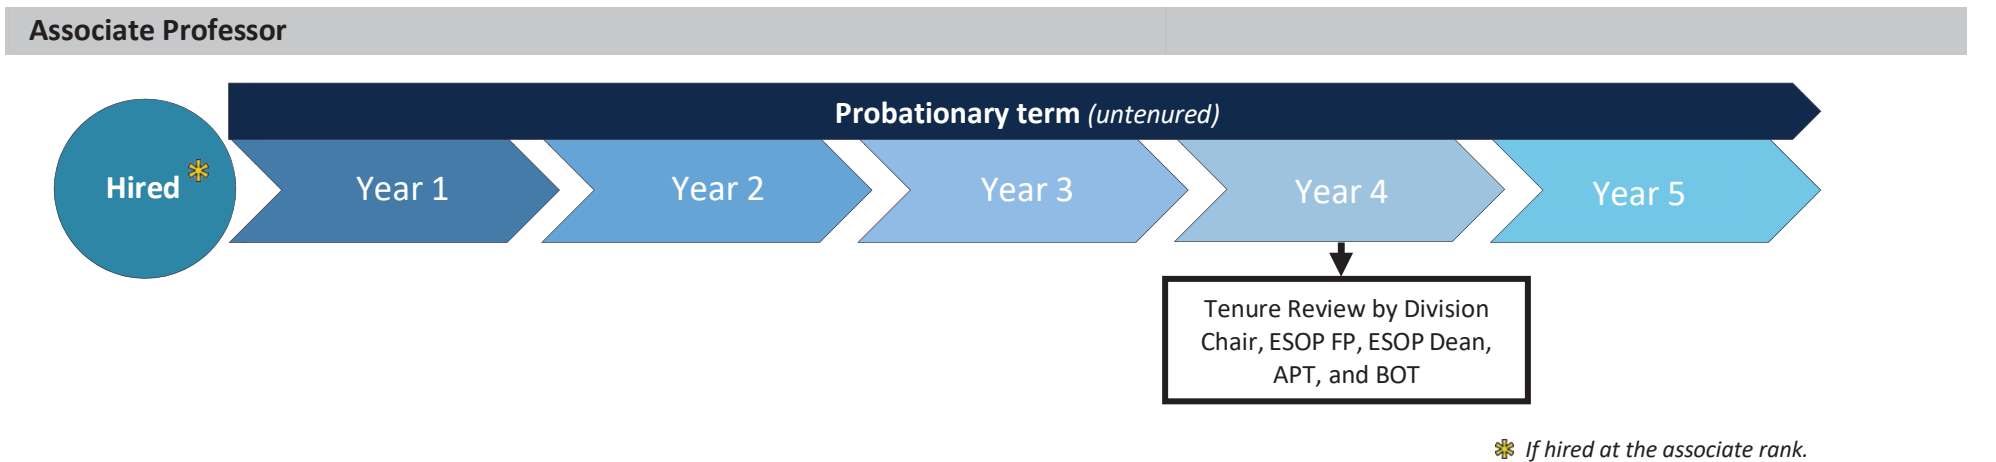 Associate Professor
Probationary term (untenured)
Hired *
Year 1
Year 2
Year 3
Year 4
Year 5
Tenure Review by Division
Chair, ESOP FP, ESOP Dean,
APT, and BOT
* If hired at the associate rank.